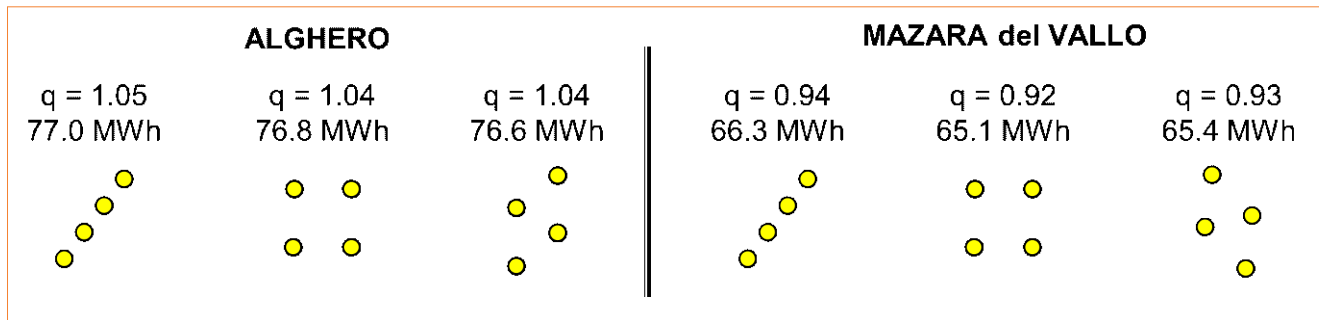 ALGHERO
q = 1.05
77.0 MWh
q = 1.04
76.8 MWh
q = 1.04
76.6 MWh
MAZARA del VALLO
q = 0.94
66.3 MWh
q = 0.92
65.1 MWh
q = 0.93
65.4 MWh